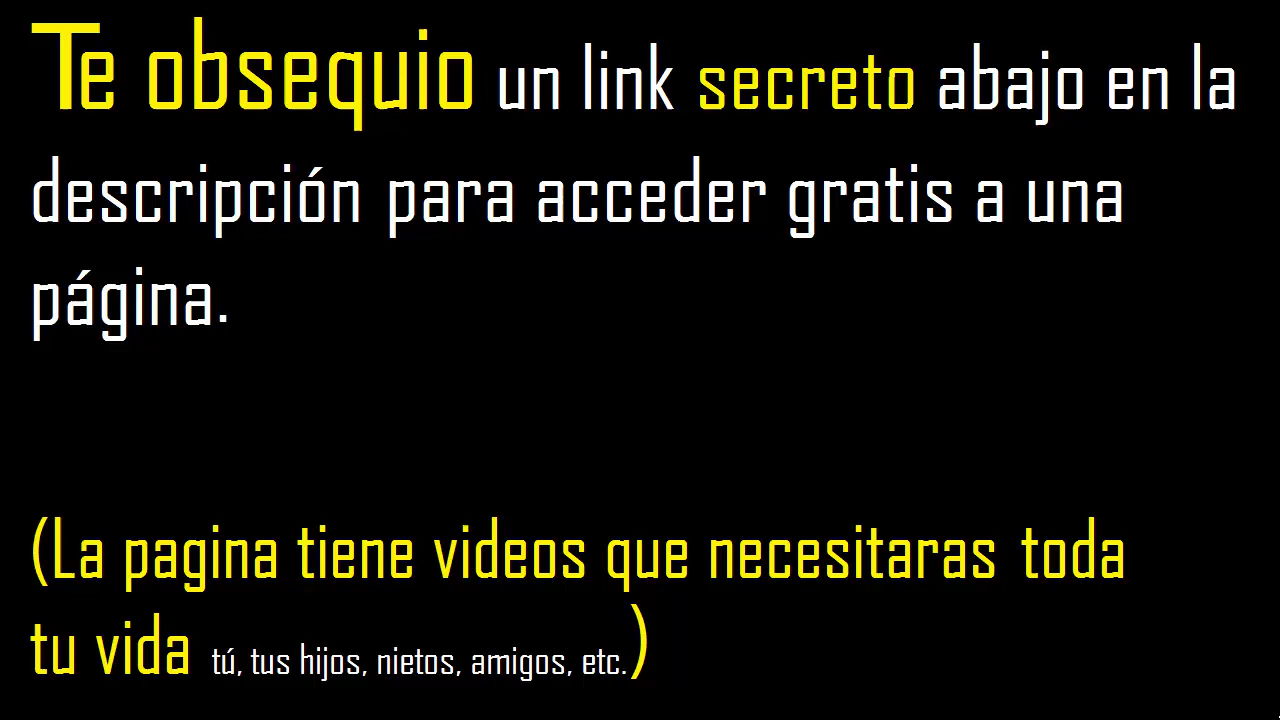 Te obsequio un link secreto abajo en la
descripción para acceder gratis a una
página.
(La pagina tiene videos que necesitaras toda
tu vida tú, tus hijos, nietos, amigos, etc.)